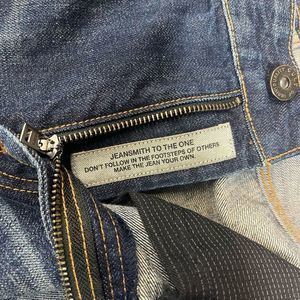 JEANSMITH TO THE ONE
DON'T FOLLOW IN THE FOOTSTEPS OF OTHERS
MAKE THE JEAN YOUR OWN.